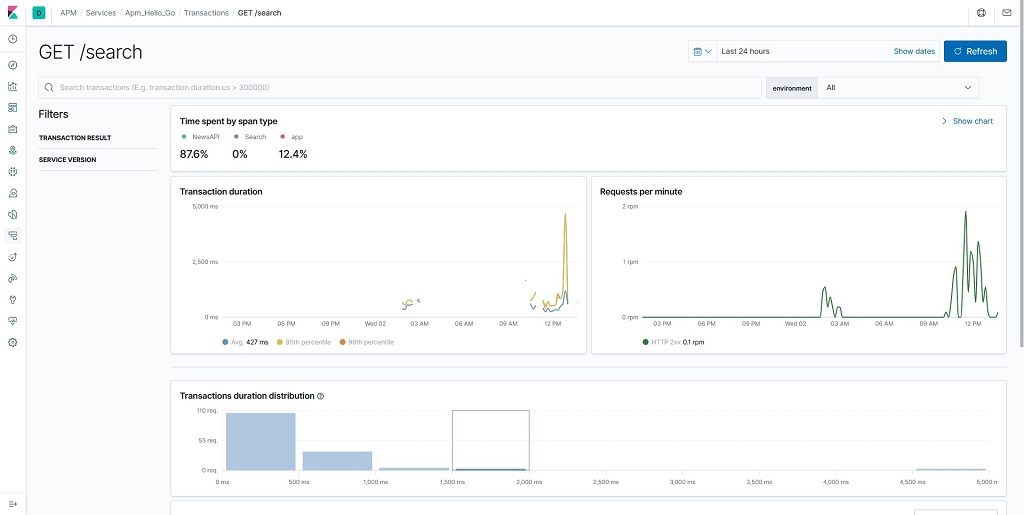 D APM / Services / Apm_Hello_Go / Transactions / GET /search
GET /search
Last 24 hours Show dates Refresh
Search transactions (E.g. transaction.duration.us > 300000) environment All
Filters
TRANSACTION RESULT
SERVICE VERSION
Time spent by span type Show chart
NewsAPI Search app
87.6% 0% 12.4%
Transaction duration
5,000 ms
2,500 ms
0 ms
03 PM 06 PM 09 PM Wed 02 03 AM 06 AM 09 AM 12 PM
Avg. 427 ms 95th percentile 99th percentile
Requests per minute
2 rpm
1 rpm
0 rpm
03 PM 06 PM 09 PM Wed 02 03 AM 06 AM 09 AM 12 PM
HTTP 2xx 0.1 rpm
Transactions duration distribution
110 req.
55 req.
0 req.
0 ms 500 ms 1,000 ms 1,500 ms 2,000 ms 2,500 ms 3,000 ms 3,500 ms 4,000 ms 4,500 ms 5,000 m